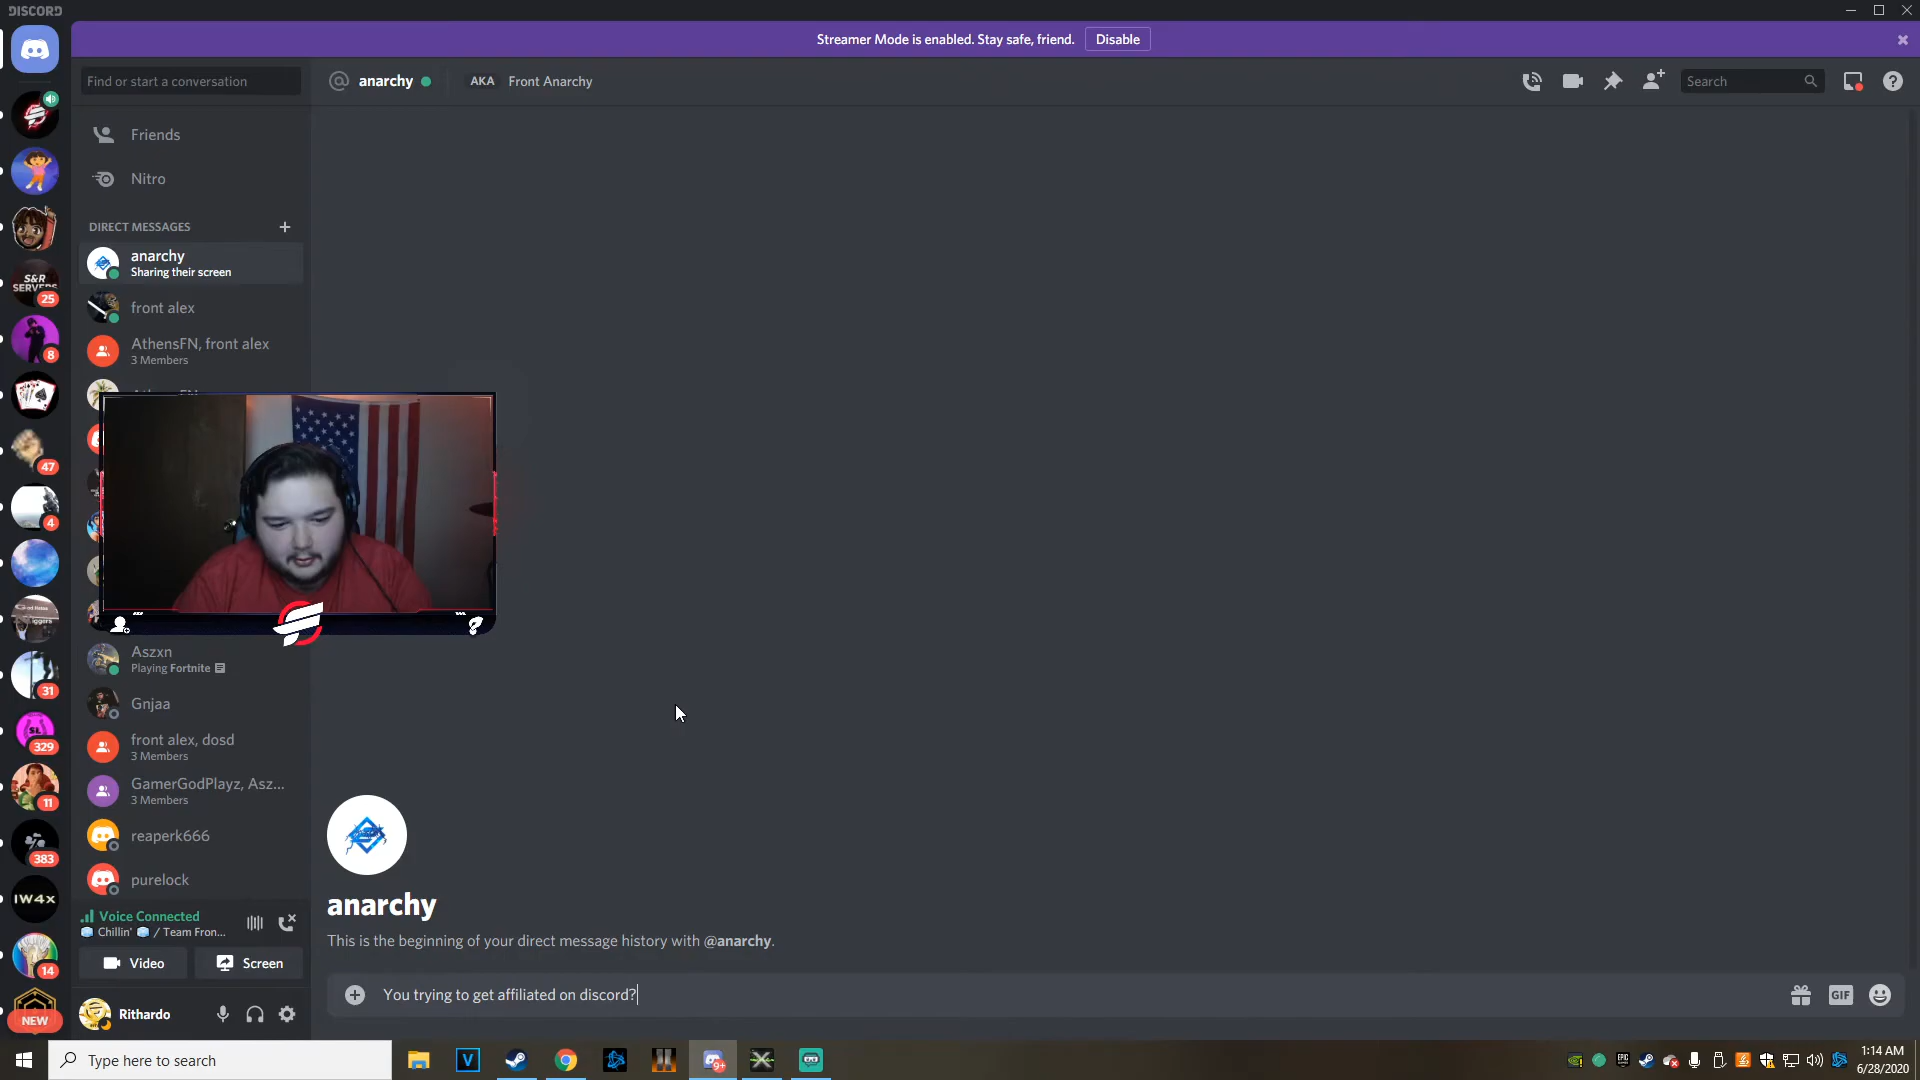 DISCORD
Streamer Mode is enabled. Stay safe, friend.
Disable
Find or start a conversation
anarchy
AKA
Front Anarchy
Search
Friends
Nitro
DIRECT MESSAGES
anarchy
Sharing their screen
front alex
AthensFN, front alex
3 Members
S&R
SERVERS
25
8
47
4
31
SL
329
11
383
IW4x
14
NEW
Aszxn
Playing Fortnite
Gnjaa
front alex, dosd
3 Members
GamerGodPlayz, Asz...
3 Members
reaperk666
purelock
Voice Connected
Chillin' / Team Fron...
Video
Screen
Rithardo
anarchy
This is the beginning of your direct message history with @anarchy.
You trying to get affiliated on discord?
GIF
Type here to search
V
9+
EPIC
1:14 AM
6/28/2020